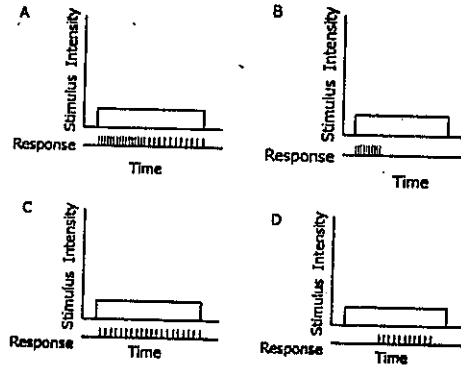 A
Stimulus Intensity
Response
Time
B
Stimulus Intensity
Response
Time
C
Stimulus Intensity
Response
Time
D
Stimulus Intensity
Response
Time